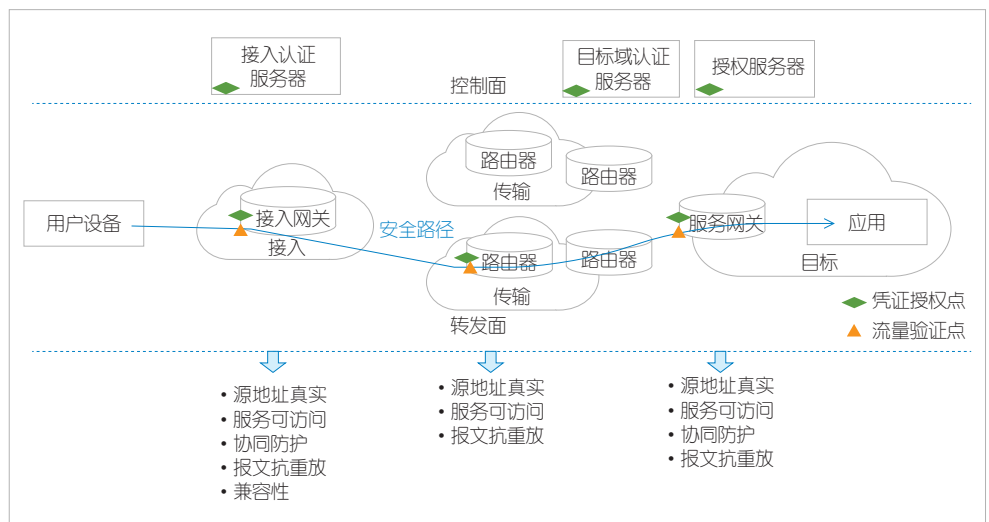 接入认证
服务器
目标域认证
服务器
授权服务器
控制面
路由器
传输
路由器
用户设备
接入网关
接入
安全路径
路由器
传输
路由器
服务网关
应用
目标
凭证授权点
流量验证点
转发面
• 源地址真实
• 服务可访问
• 协同防护
• 报文抗重放
• 兼容性
• 源地址真实
• 服务可访问
• 报文抗重放
• 源地址真实
• 服务可访问
• 协同防护
• 报文抗重放